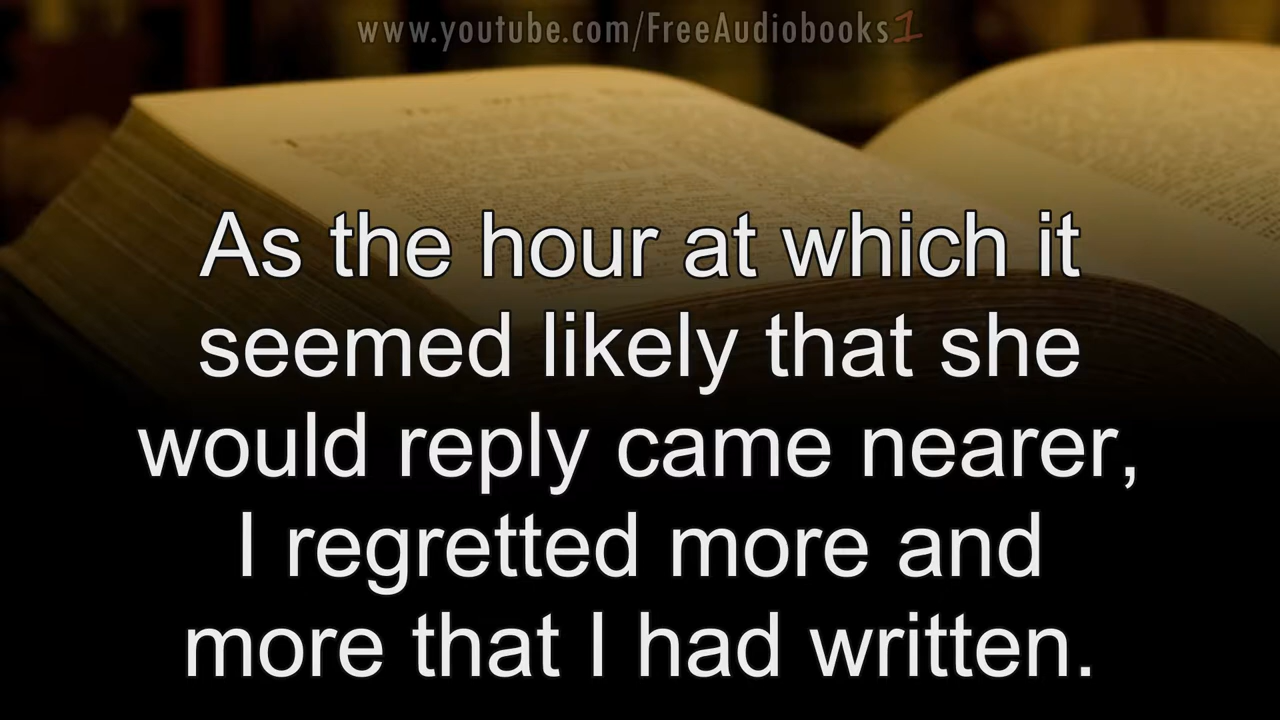 www.youtube.com/FreeAudiobooks1
As the hour at which it
seemed likely that she
would reply came nearer,
I regretted more and
more that I had written.